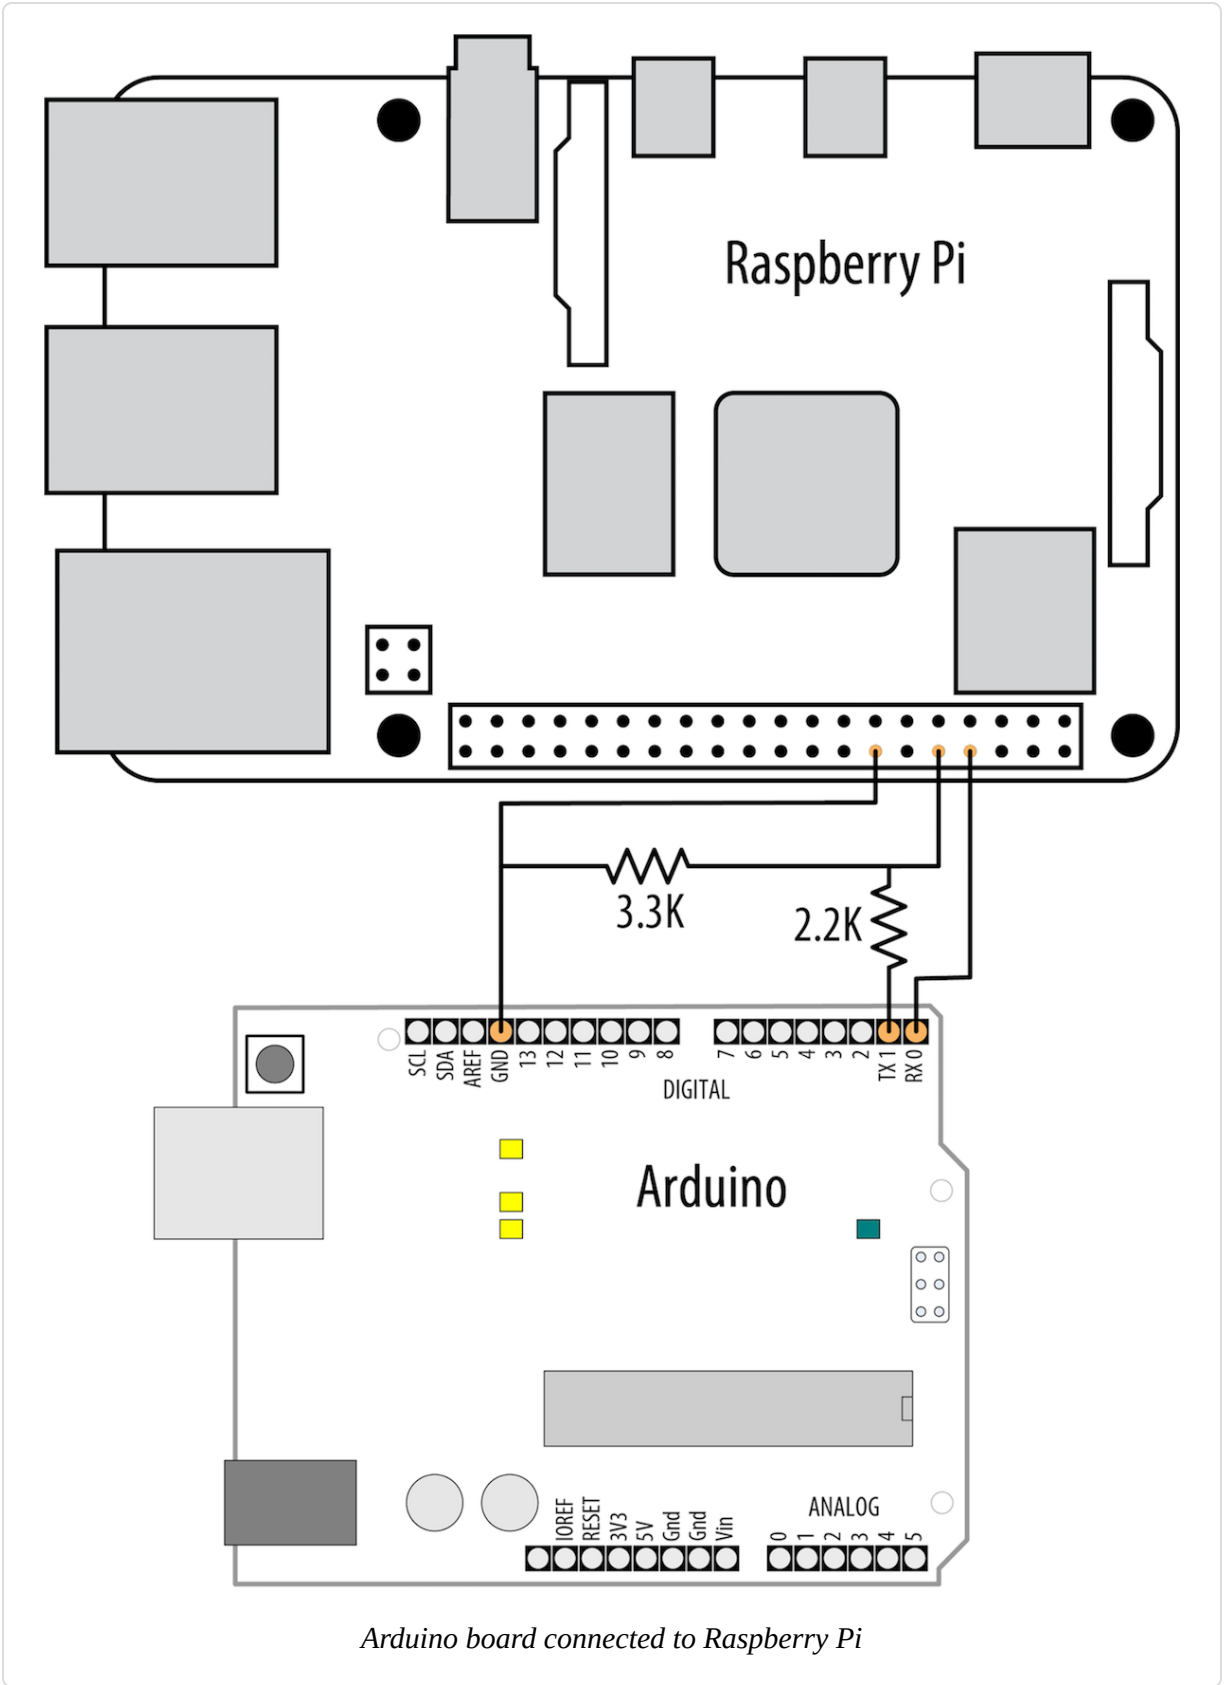 Raspberry Pi
3.3K
2.2K
SCL SDA AREF GND 13 12 11 10 9 8 7 6 5 4 3 2 TX 1 RX 0
DIGITAL
Arduino
ANALOG
IOREF RESET 3V3 5V Gnd Gnd Vin 0 1 2 3 4 5
Arduino board connected to Raspberry Pi